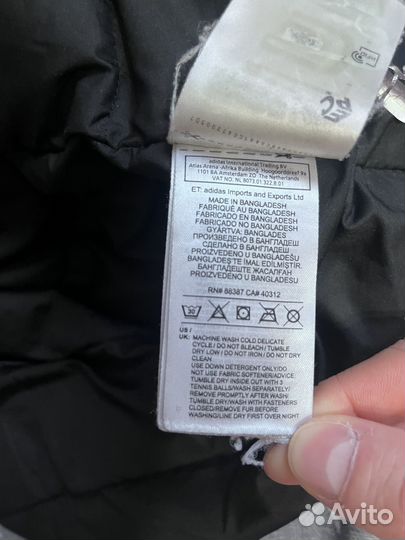 adidas International Trading BV
Atlas Arena -Afrika Building Hoogoorddreef 9a
1101 BA Amsterdam ZO The Netherlands
VAT NO. NL 8073.01.322.B.01
ET: adidas Imports and Exports Ltd
MADE IN BANGLADESH
FABRIQUÉ AU BANGLADESH
FABRICADO EN BANGLADESH
FABRICADO NO BANGLADESH
GYÁRTVA: BANGLADES
ПРОИЗВЕДЕНО В БАНГЛАДЕШ
СДЕЛАНО В БАНГЛАДЕШ
BANGLADEŞ'DE İMAL EDİLMİŞTİR.
PROIZVEDENO U BANGLADEŠU
PROIZVEDENO U BANGLADEŠU
RN# 88387 CA# 40312
30
US /
UK: MACHINE WASH COLD DELICATE
CYCLE / DO NOT BLEACH / TUMBLE
DRY LOW / DO NOT IRON / DO NOT DRY
CLEAN
USE DOWN DETERGENT ONLY/DO NOT
USE FABRIC SOFTENER/ADVICE
TUMBLE DRY INSIDE OUT WITH 3
TENNIS BALLS/WASH SEPARATELY/
REMOVE PROMPTLY AFTER WASH/
WASH AND DRY WITH FASTENERS
CLOSED/REMOVE FUR BEFORE
WASHING/LINE DRY FIRST OVER NIGHT
Avito